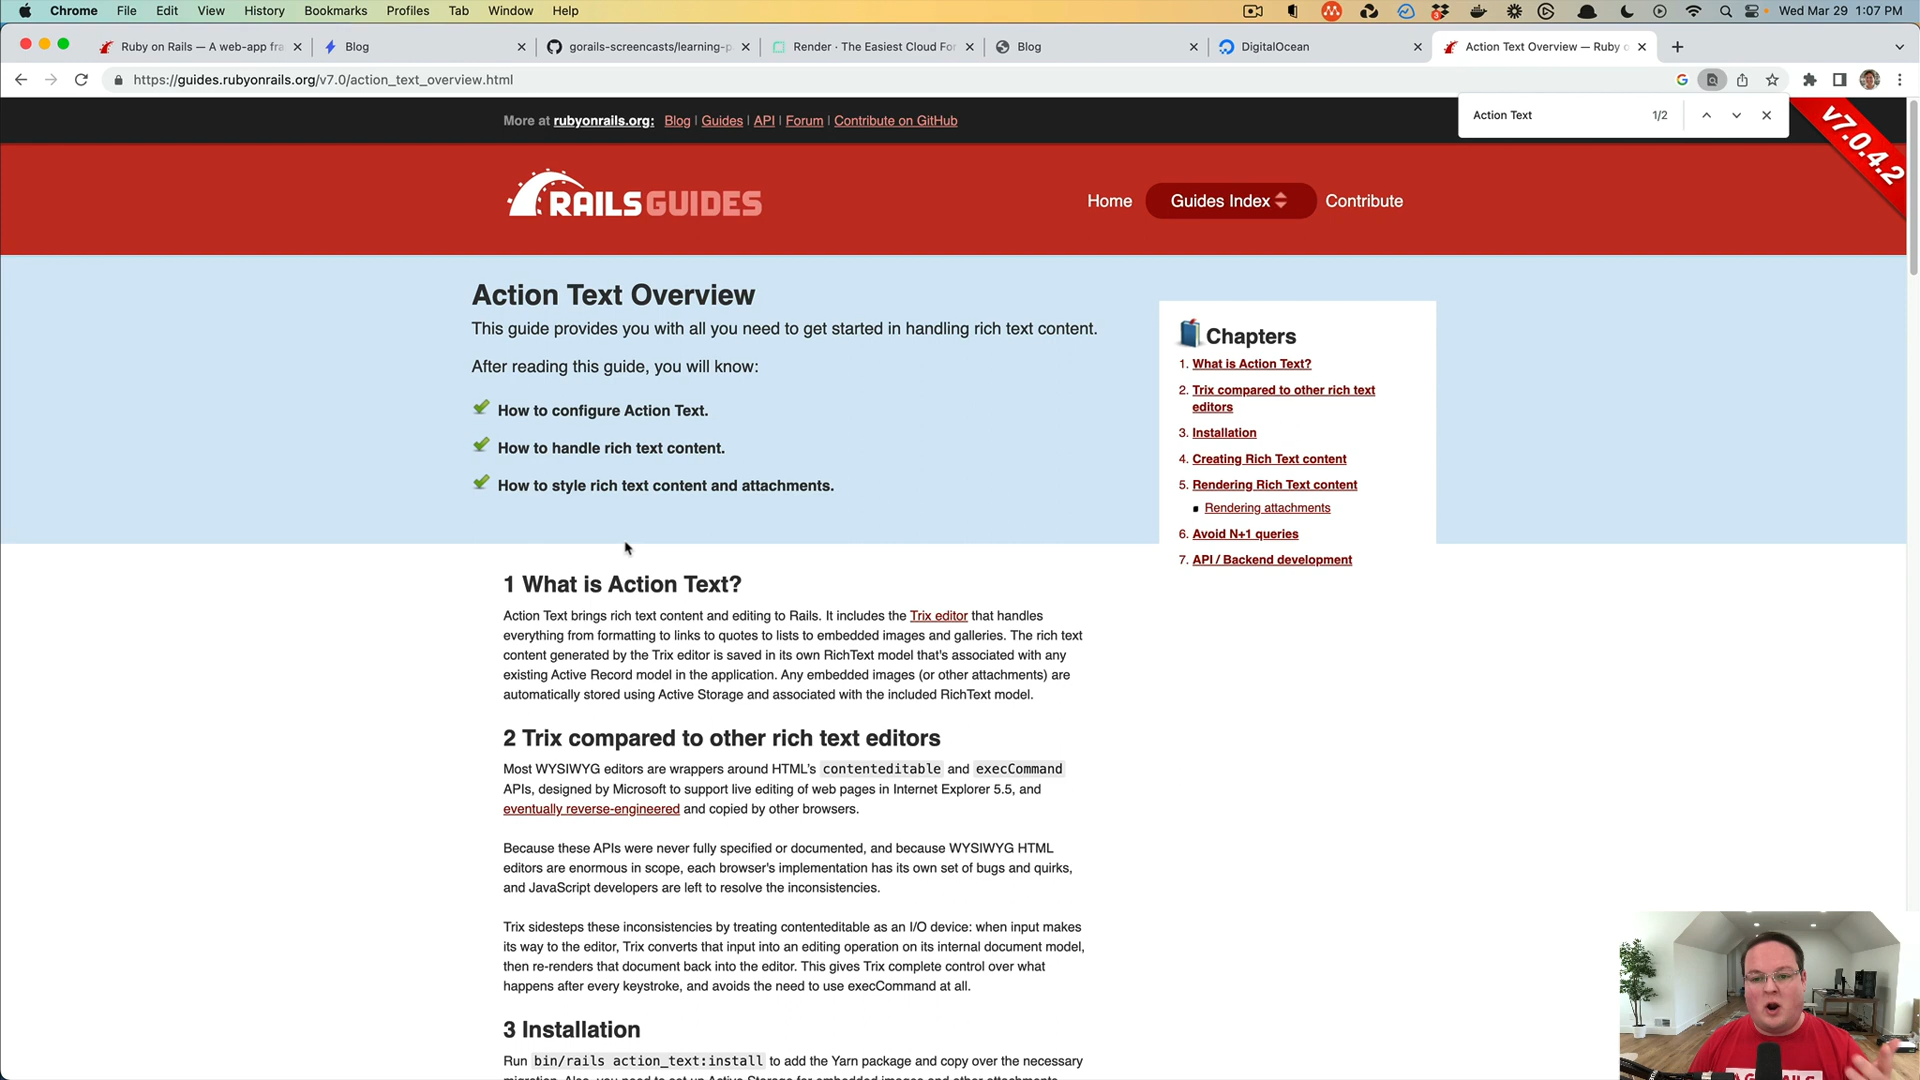 Chrome File Edit View History Bookmarks Profiles Tab Window Help Wed Mar 29 1:07 PM
Ruby on Rails — A web-app fra Blog gorails-screencasts/learning-p Render · The Easiest Cloud For Blog DigitalOcean Action Text Overview — Ruby o
https://guides.rubyonrails.org/v7.0/action_text_overview.html
Action Text 1/2
More at rubyonrails.org: Blog | Guides | API | Forum | Contribute on GitHub
v7.0.4.2
RAILS GUIDES
Home Guides Index Contribute
Action Text Overview
This guide provides you with all you need to get started in handling rich text content.
After reading this guide, you will know:
How to configure Action Text.
How to handle rich text content.
How to style rich text content and attachments.
Chapters
1. What is Action Text?
2. Trix compared to other rich text
editors
3. Installation
4. Creating Rich Text content
5. Rendering Rich Text content
Rendering attachments
6. Avoid N+1 queries
7. API / Backend development
1 What is Action Text?
Action Text brings rich text content and editing to Rails. It includes the Trix editor that handles
everything from formatting to links to quotes to lists to embedded images and galleries. The rich text
content generated by the Trix editor is saved in its own RichText model that's associated with any
existing Active Record model in the application. Any embedded images (or other attachments) are
automatically stored using Active Storage and associated with the included RichText model.
2 Trix compared to other rich text editors
Most WYSIWYG editors are wrappers around HTML's contenteditable and execCommand
APIs, designed by Microsoft to support live editing of web pages in Internet Explorer 5.5, and
eventually reverse-engineered and copied by other browsers.
Because these APIs were never fully specified or documented, and because WYSIWYG HTML
editors are enormous in scope, each browser's implementation has its own set of bugs and quirks,
and JavaScript developers are left to resolve the inconsistencies.
Trix sidesteps these inconsistencies by treating contenteditable as an I/O device: when input makes
its way to the editor, Trix converts that input into an editing operation on its internal document model,
then re-renders that document back into the editor. This gives Trix complete control over what
happens after every keystroke, and avoids the need to use execCommand at all.
3 Installation
Run bin/rails action_text:install to add the Yarn package and copy over the necessary
migration. Also, you need to set up Active Storage for embedded images and other attachments.